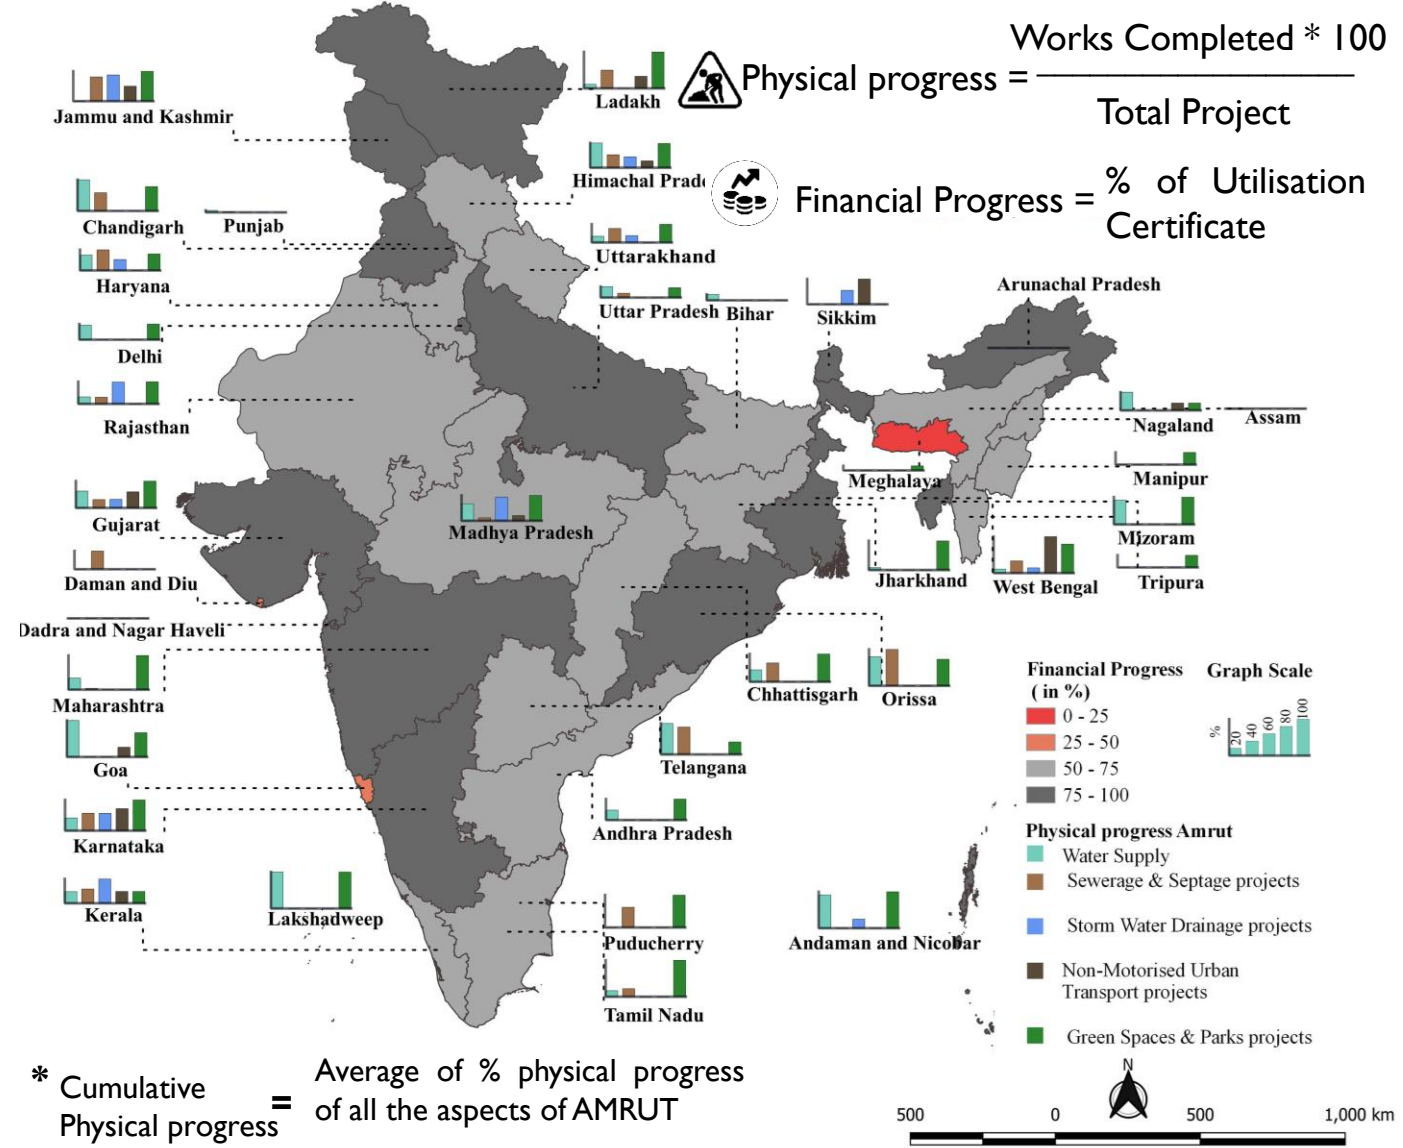 Works Completed * 100
Physical progress =
Total Project
Financial Progress =
% of Utilisation
Certificate
Jammu and Kashmir
Ladakh
Himachal Prade
Chandigarh
Punjab
Uttarakhand
Haryana
Uttar Pradesh
Bihar
Sikkim
Arunachal Pradesh
Delhi
Rajasthan
Nagaland
Assam
Meghalaya
Manipur
Gujarat
Madhya Pradesh
Mizoram
Daman and Diu
Jharkhand
West Bengal
Tripura
Dadra and Nagar Haveli
Maharashtra
Chhattisgarh
Orissa
Goa
Telangana
Karnataka
Andhra Pradesh
Kerala
Lakshadweep
Puducherry
Andaman and Nicobar
Tamil Nadu
Financial Progress
( in %)
0 - 25
25 - 50
50 - 75
75 - 100
Graph Scale
%
20
40
60
80
100
Physical progress Amrut
Water Supply
Sewerage & Septage projects
Storm Water Drainage projects
Non-Motorised Urban
Transport projects
Green Spaces & Parks projects
* Cumulative
Physical progress
=
Average of % physical progress
of all the aspects of AMRUT
N
500 0 500 1,000 km